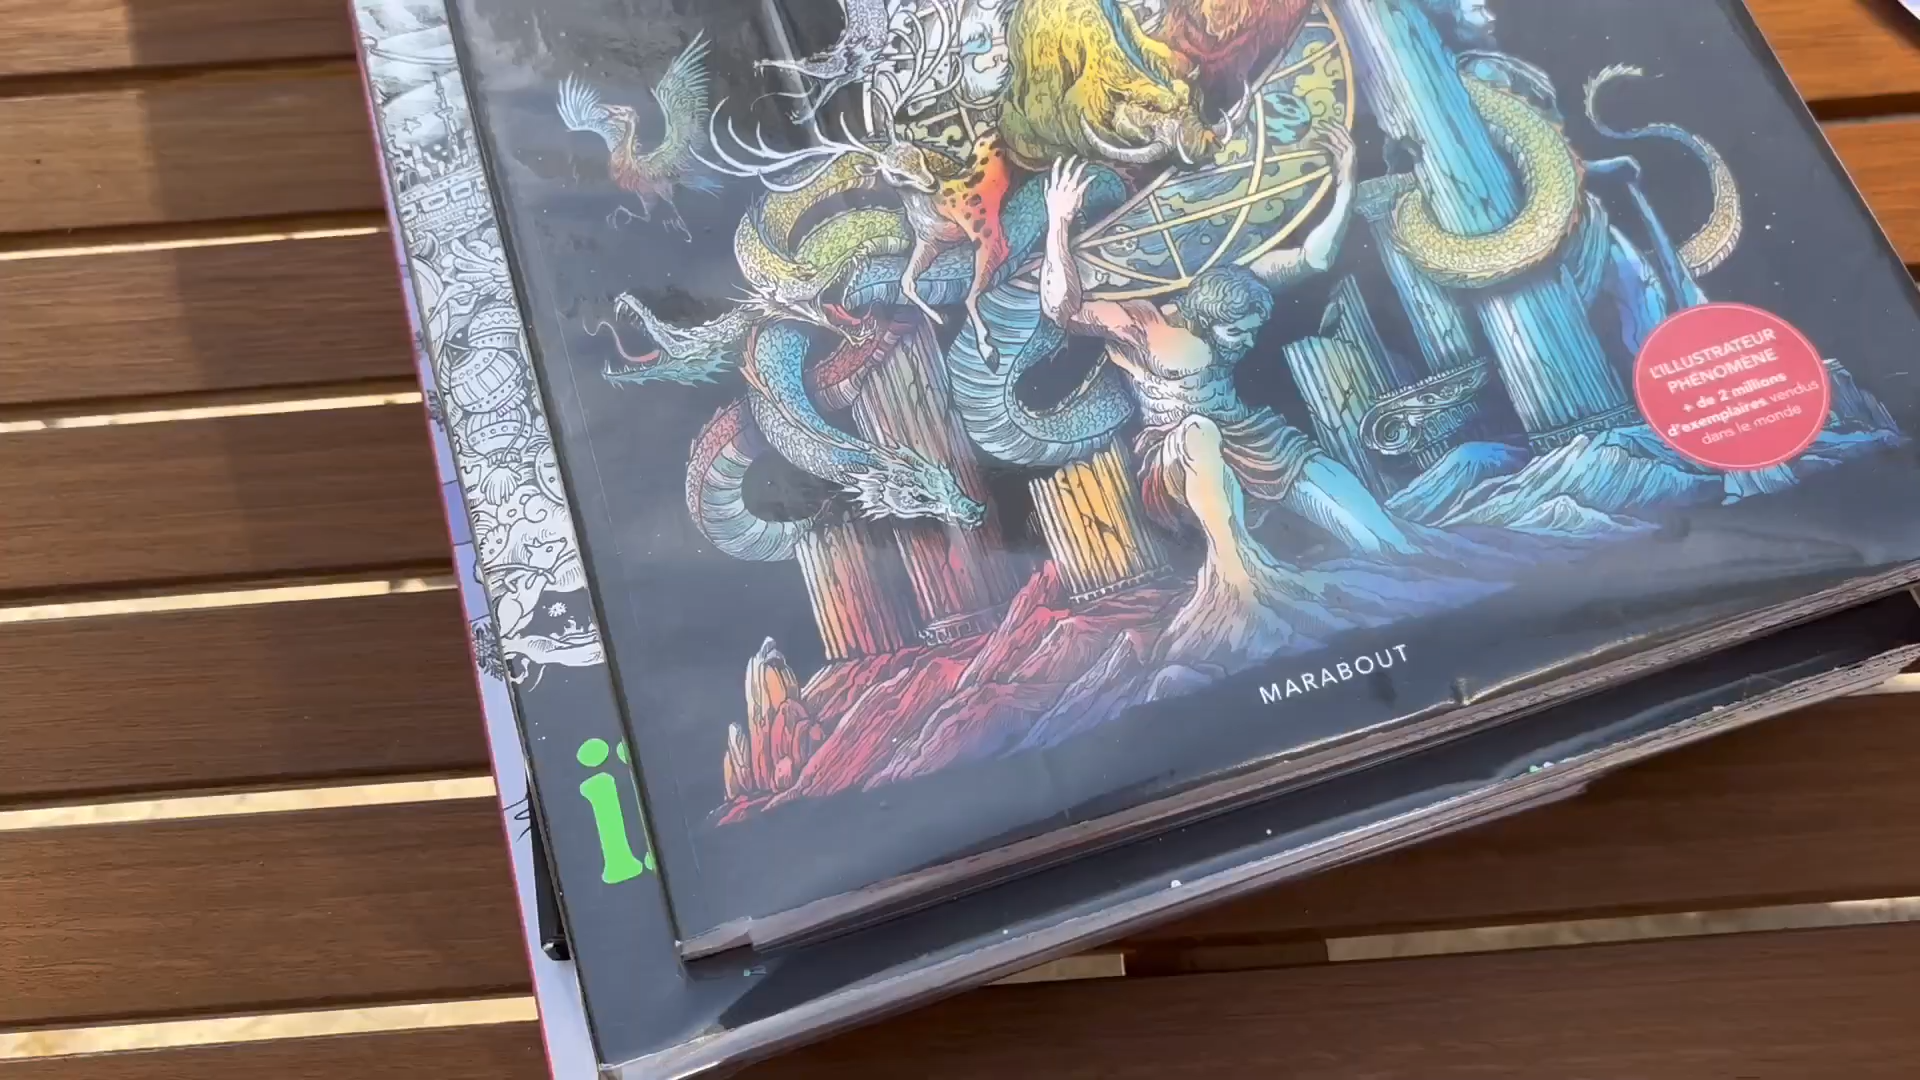 L'ILLUSTRATEUR
PHÉNOMÈNE
+ de 2 millions
d'exemplaires vendus
dans le monde
MARABOUT
i